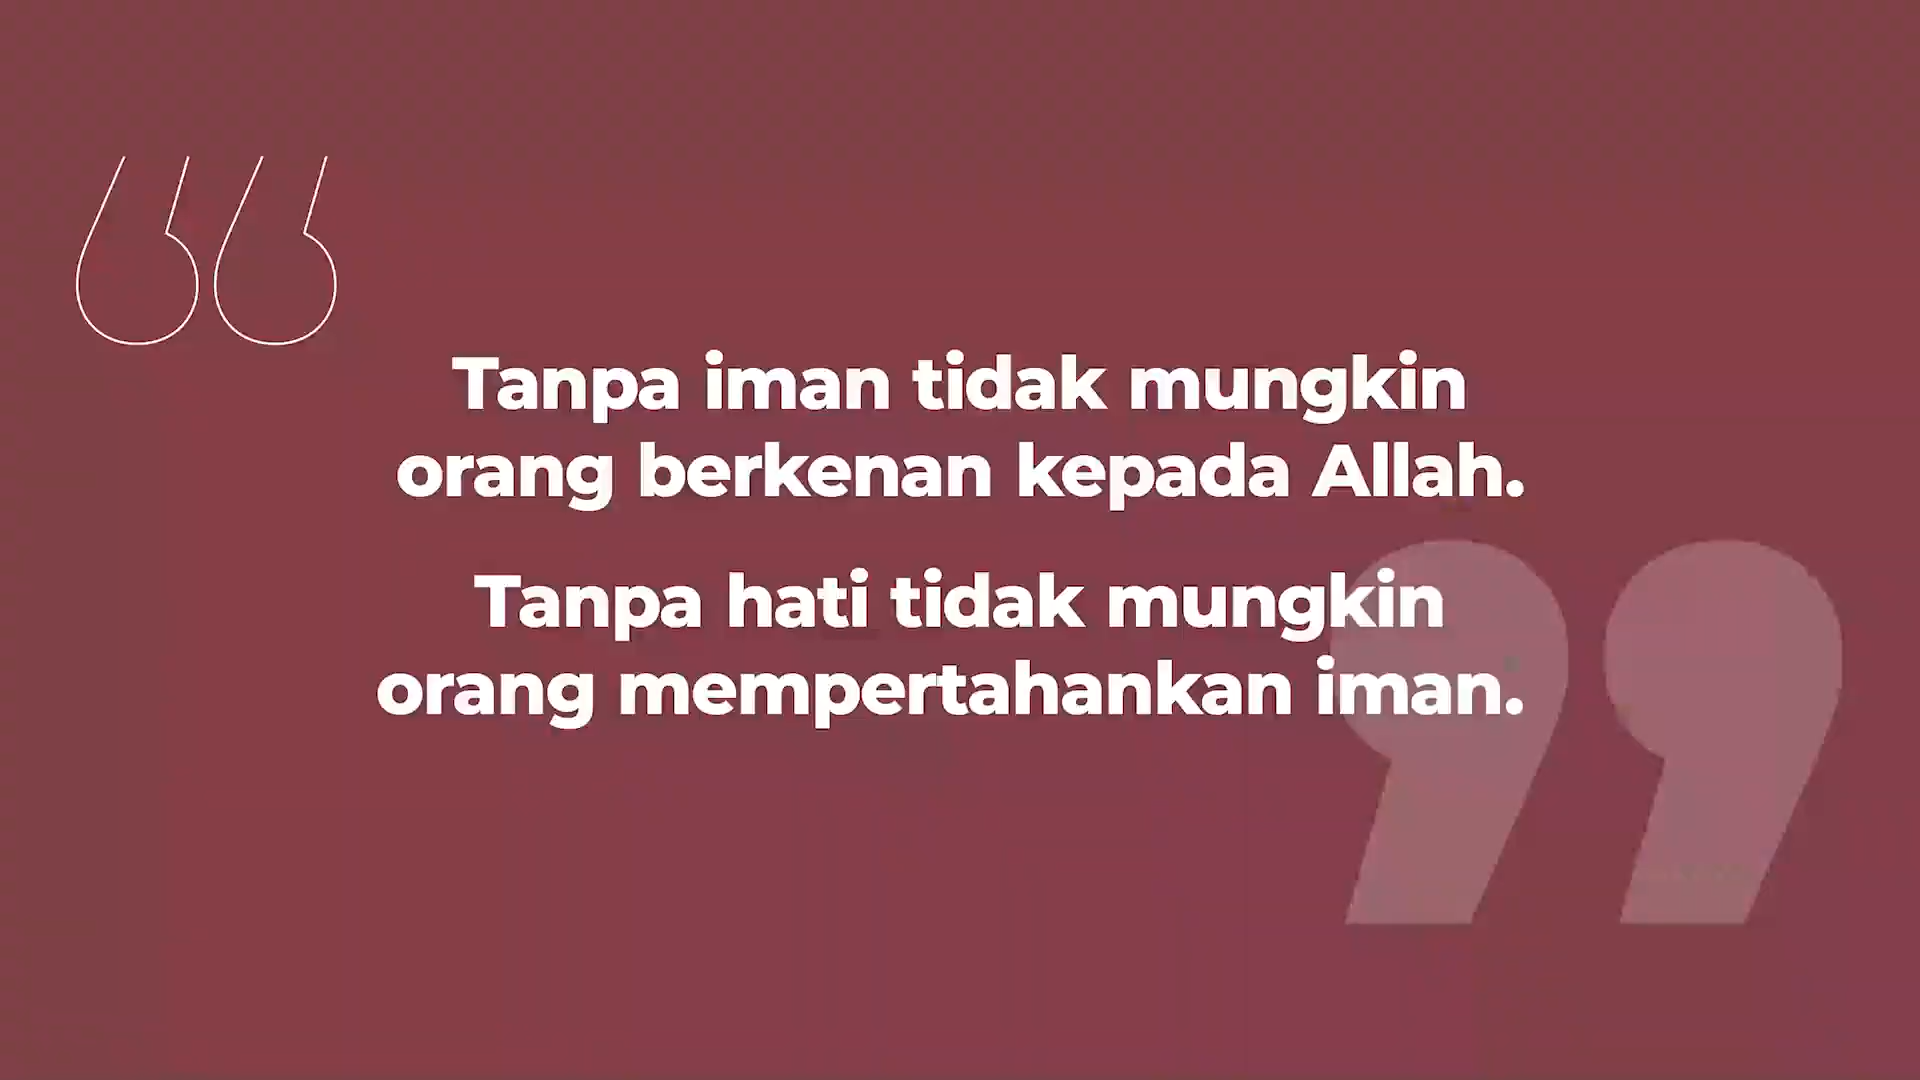 Tanpa iman tidak mungkin
orang berkenan kepada Allah.
Tanpa hati tidak mungkin
orang mempertahankan iman.